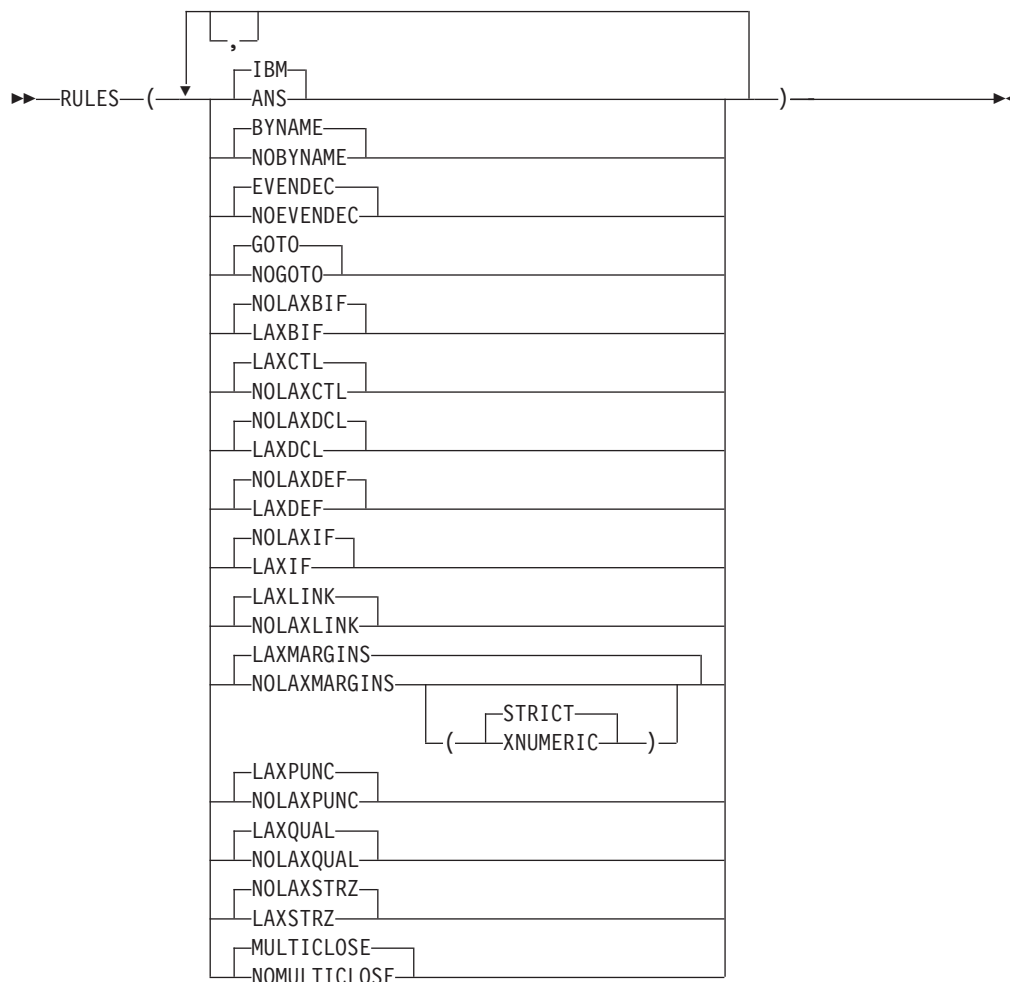 ,
IBM
RULES ( ANS )
BYNAME
NOBYNAME
EVENDEC
NOEVENDEC
GOTO
NOGOTO
NOLAXBIF
LAXBIF
LAXCTL
NOLAXCTL
NOLAXDCL
LAXDCL
NOLAXDEF
LAXDEF
NOLAXIF
LAXIF
LAXLINK
NOLAXLINK
LAXMARGINS
NOLAXMARGINS
STRICT
( XNUMERIC )
LAXPUNC
NOLAXPUNC
LAXQUAL
NOLAXQUAL
NOLAXSTRZ
LAXSTRZ
MULTICLOSE
NOMULTICLOSE